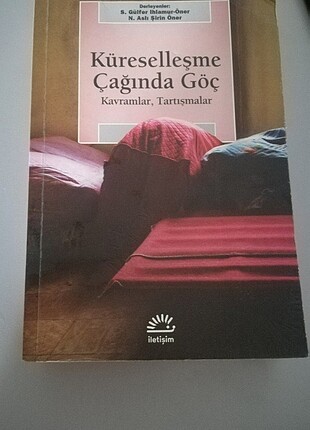 Derleyenler:
S. Gülfer Ihlamur-Öner
N. Aslı Şirin Öner
Küreselleşme
Çağında Göç
Kavramlar, Tartışmalar
iletişim